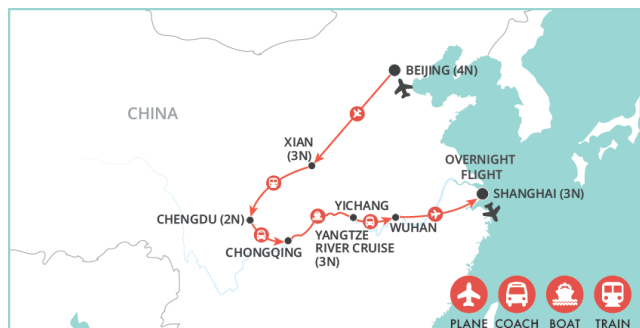 BEIJING (4N)
CHINA
XIAN
(3N)
OVERNIGHT
FLIGHT
SHANGHAI (3N)
CHENGDU (2N)
YICHANG
WUHAN
CHONGQING
YANGTZE
RIVER CRUISE
(3N)
PLANE COACH BOAT TRAIN